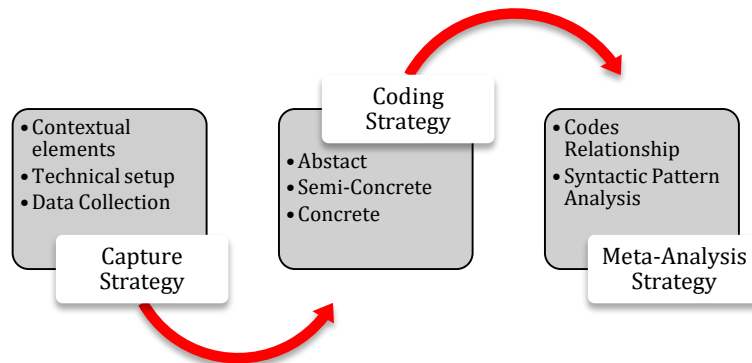 • Contextual
elements
• Technical setup
• Data Collection
Capture
Strategy
Coding
Strategy
• Abstact
• Semi-Concrete
• Concrete
• Codes
Relationship
• Syntactic Pattern
Analysis
Meta-Analysis
Strategy